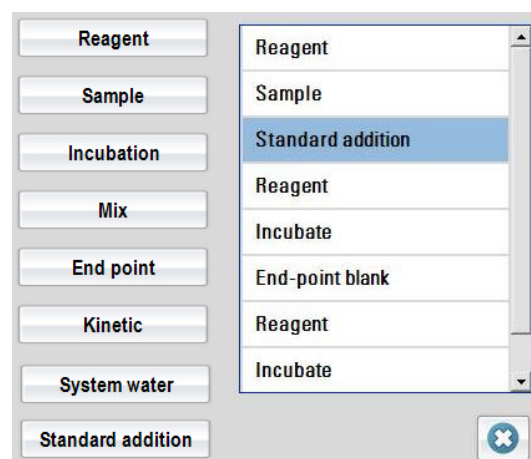 Reagent
Sample
Incubation
Mix
End point
Kinetic
System water
Standard addition
Reagent
Sample
Standard addition
Reagent
Incubate
End-point blank
Reagent
Incubate